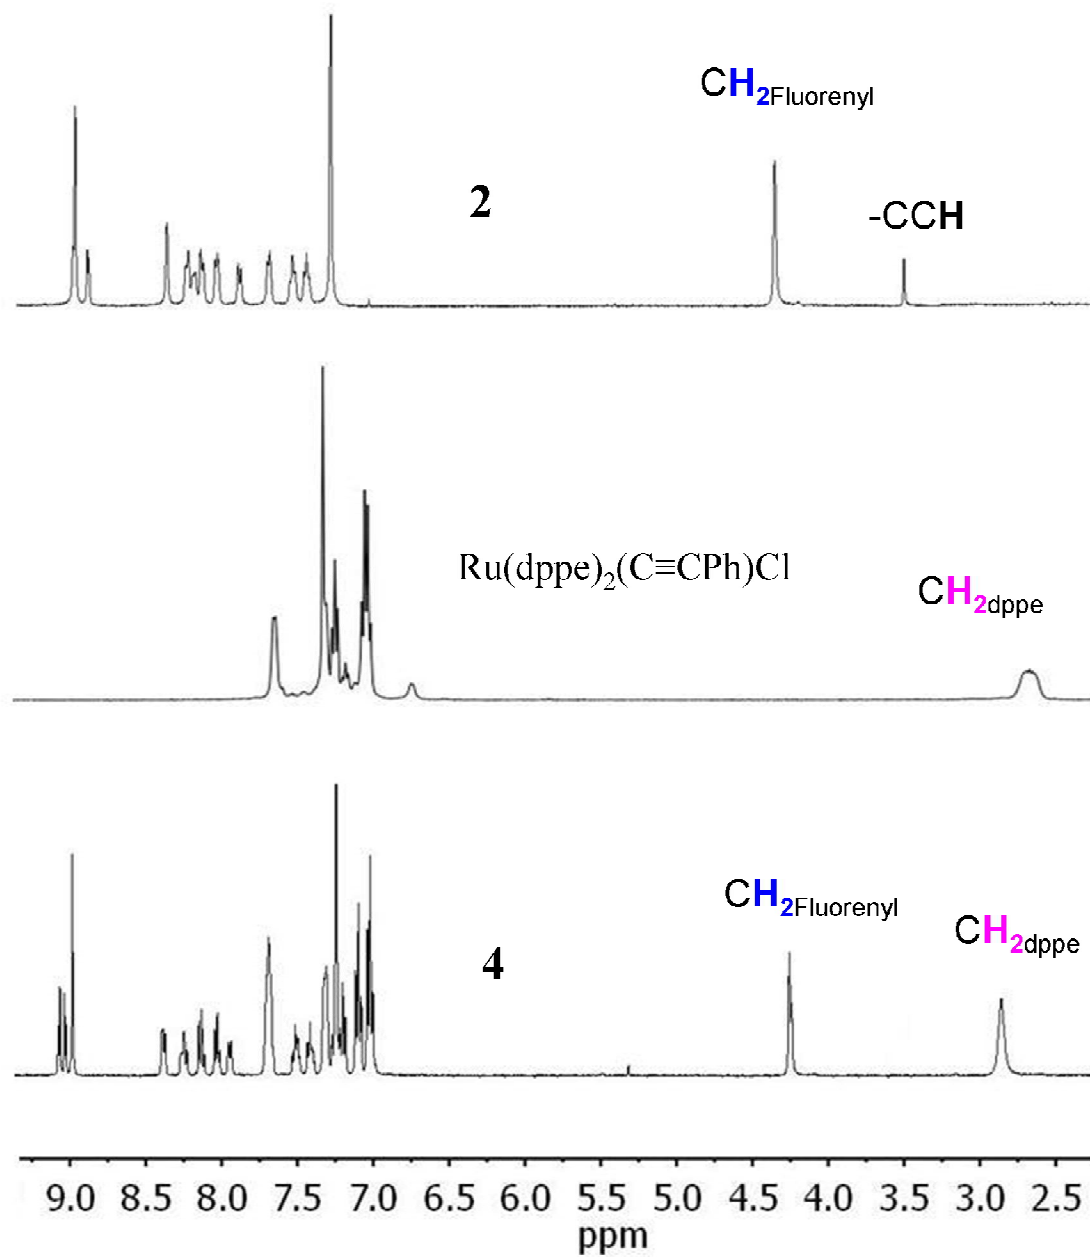 CH2Fluorenyl
2
-CCH
Ru(dppe)2(C≡CPh)Cl
CH2dppe
CH2Fluorenyl
CH2dppe
4
9.0 8.5 8.0 7.5 7.0 6.5 6.0 5.5 5.0 4.5 4.0 3.5 3.0 2.5
ppm